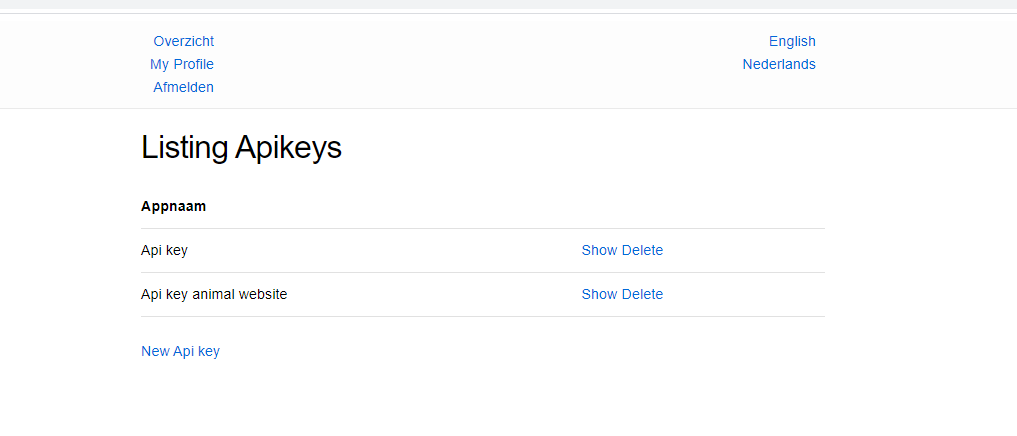 Overzicht
English
My Profile
Nederlands
Afmelden
Listing Apikeys
Appnaam
Api key Show Delete
Api key animal website Show Delete
New Api key